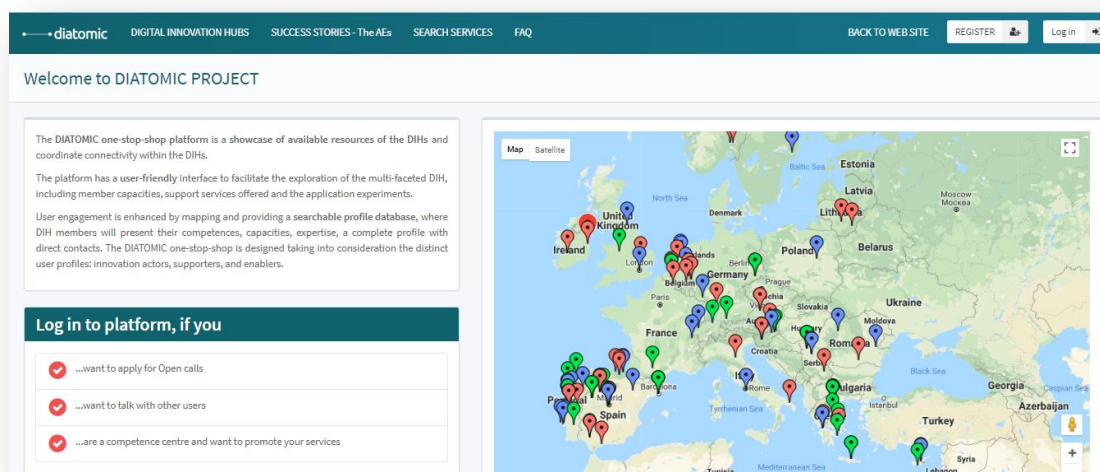 diatomic
DIGITAL INNOVATION HUBS
SUCCESS STORIES - The AEs
SEARCH SERVICES
FAQ
BACK TO WEB SITE
REGISTER
Log in
Welcome to DIATOMIC PROJECT
The DIATOMIC one-stop-shop platform is a showcase of available resources of the DIHs and
coordinate connectivity within the DIHs.
The platform has a user-friendly interface to facilitate the exploration of the multi-faceted DIH,
including member capacities, support services offered and the application experiments.
User engagement is enhanced by mapping and providing a searchable profile database, where
DIH members will present their competences, capacities, expertise, a complete profile with
direct contacts. The DIATOMIC one-stop-shop is designed taking into consideration the distinct
user profiles: innovation actors, supporters, and enablers.
Log in to platform, if you
...want to apply for Open calls
...want to talk with other users
...are a competence centre and want to promote your services
Map
Satellite
Baltic Sea
Estonia
Latvia
Moscow
Москва
North Sea
Denmark
United
Kingdom
Ireland
Poland
Belarus
Berlin
Germany
Belgium
Prague
Paris
Slovakia
Ukraine
Moldova
France
Croatia
Black Sea
Georgia
Caspian Sea
Rome
Istanbul
Azerbaijan
Spain
Tyrrhenian Sea
Turkey
Syria
Mediterranean Sea